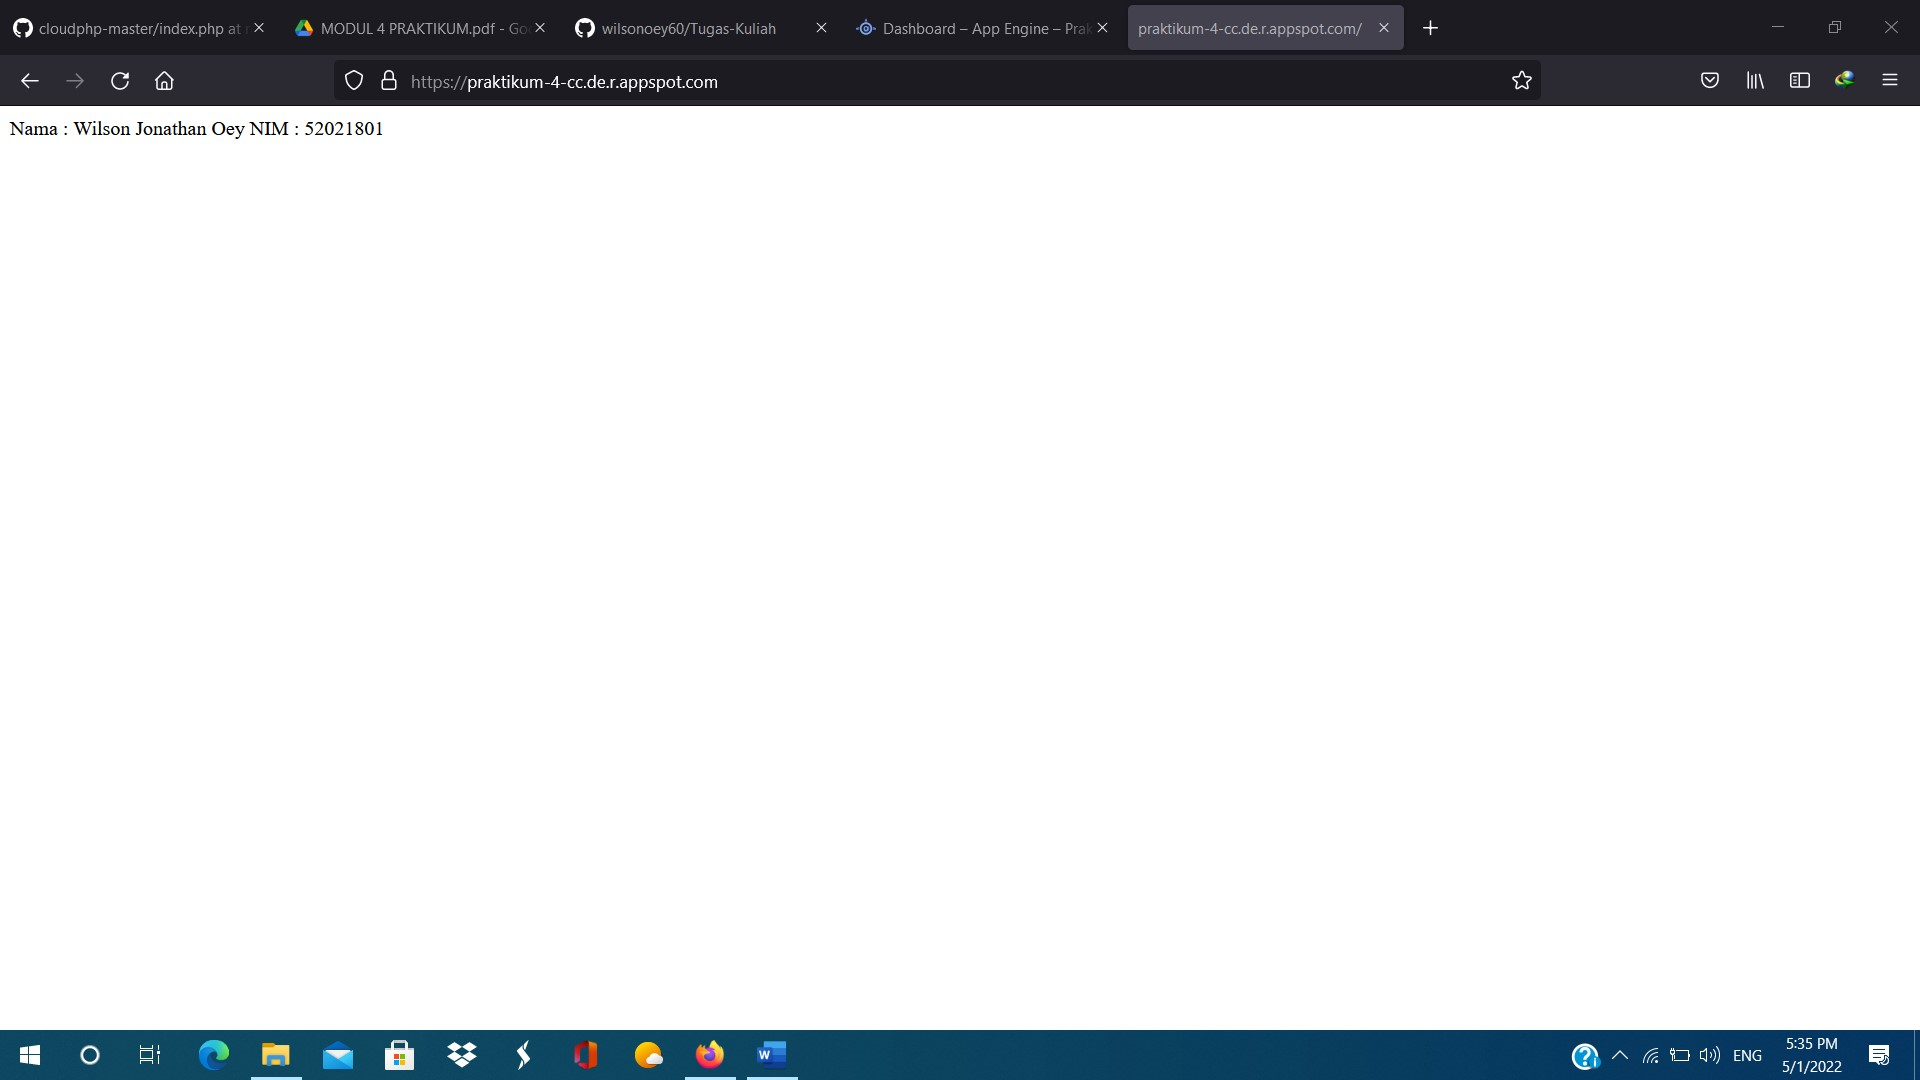 cloudphp-master/index.php at
MODUL 4 PRAKTIKUM.pdf - Go
wilsonoey60/Tugas-Kuliah
Dashboard – App Engine – Prak
praktikum-4-cc.de.r.appspot.com/
https://praktikum-4-cc.de.r.appspot.com
Nama : Wilson Jonathan Oey NIM : 52021801
ENG
5:35 PM
5/1/2022